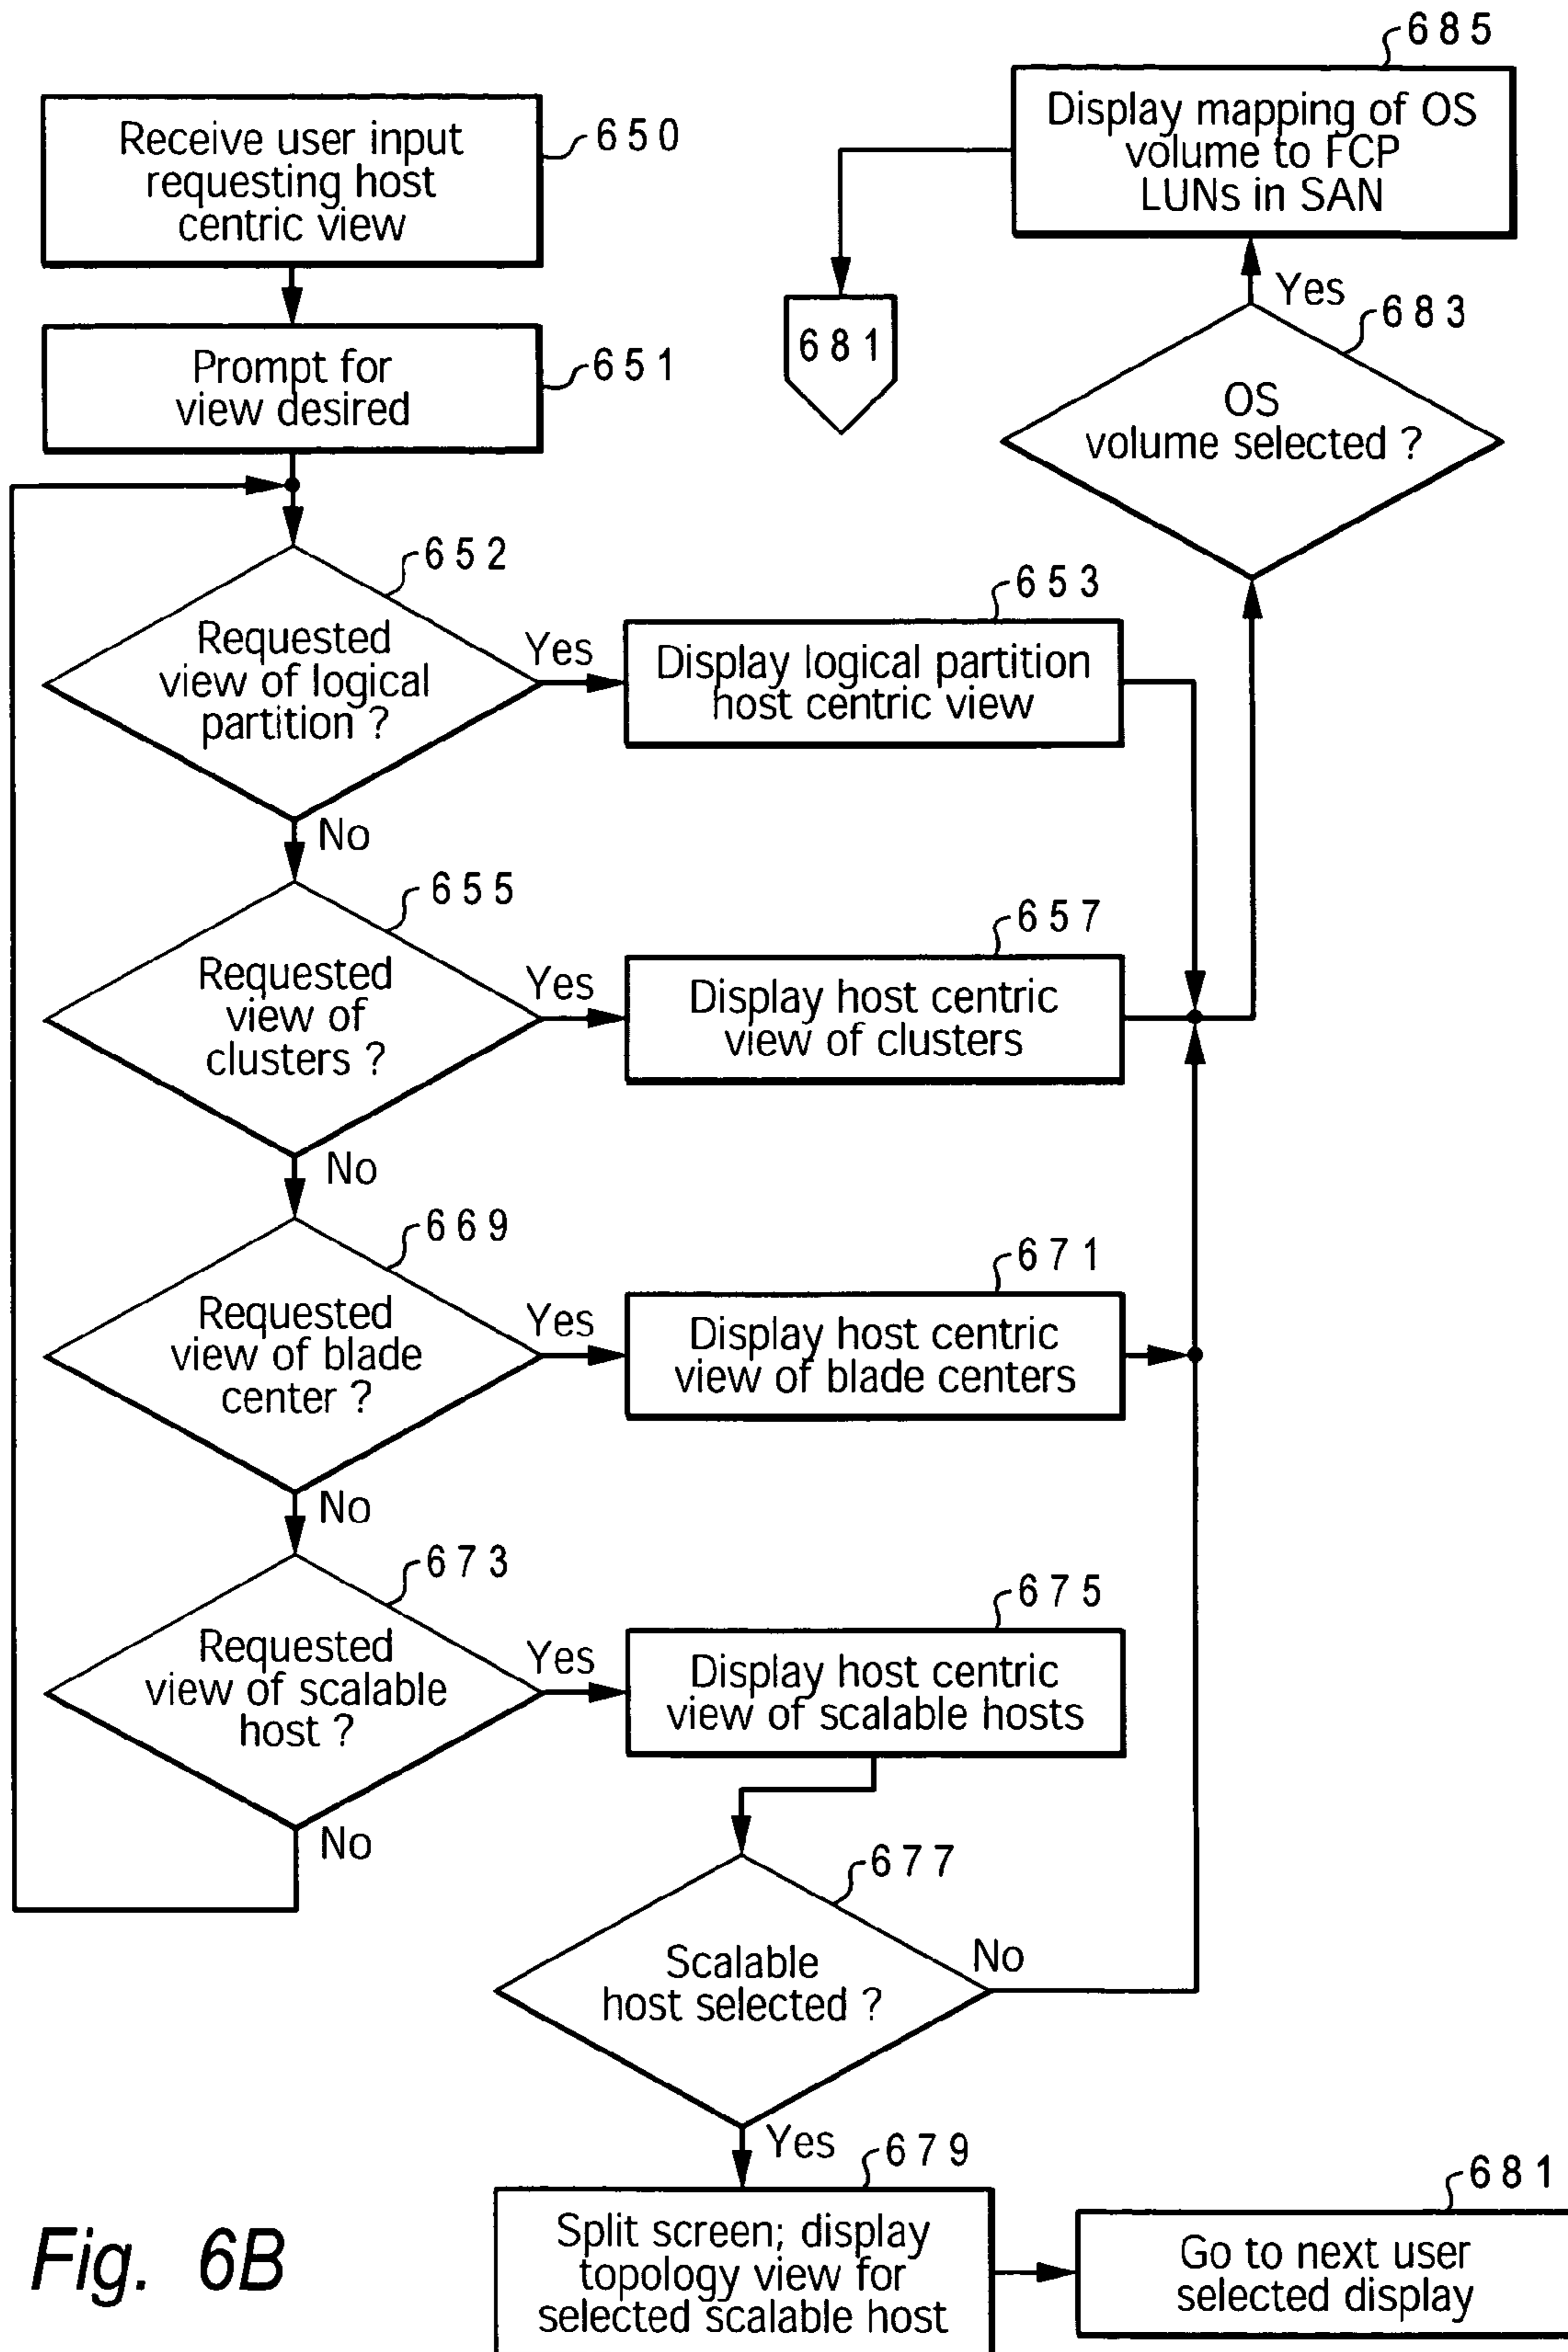 685
Display mapping of OS
volume to FCP
LUNs in SAN
Receive user input
requesting host
centric view
650
681
Yes
683
Prompt for
view desired
651
OS
volume selected ?
652
Requested
view of logical
partition ?
Yes
653
Display logical partition
host centric view
No
655
Requested
view of
clusters ?
Yes
657
Display host centric
view of clusters
No
669
Requested
view of blade
center ?
Yes
671
Display host centric
view of blade centers
No
673
Requested
view of scalable
host ?
Yes
675
Display host centric
view of scalable hosts
No
677
Scalable
host selected ?
No
Yes
679
Split screen; display
topology view for
selected scalable host
681
Go to next user
selected display
Fig. 6B